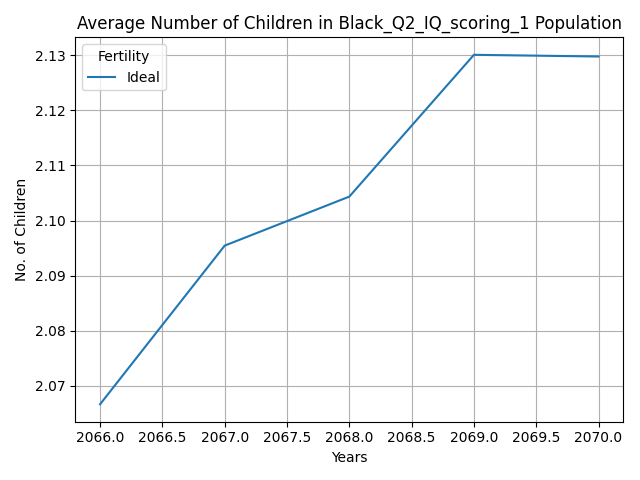 Average Number of Children in Black_Q2_IQ_scoring_1 Population
Fertility
Ideal
2.13
2.12
2.11
2.10
2.09
2.08
2.07
No. of Children
2066.0 2066.5 2067.0 2067.5 2068.0 2068.5 2069.0 2069.5 2070.0
Years